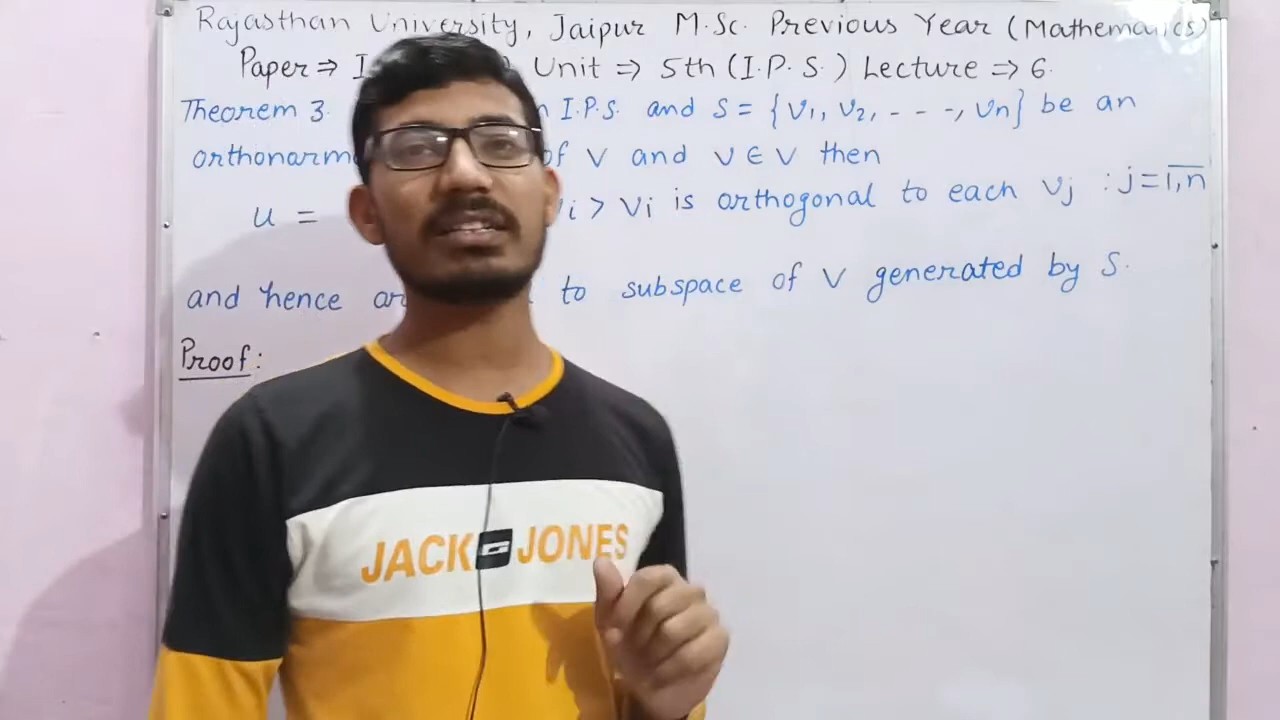 Rajasthan University, Jaipur M.Sc. Previous Year (Mathematics)
Paper ⇒ I Unit ⇒ 5th (I.P.S.) Lecture ⇒ 6.
Theorem 3. I.P.S. and S = {v1, v2, - - -, vn} be an
of V and v ∈ V then
u = i > vi is orthogonal to each vj : j = 1,n
and hence to subspace of V generated by S.
Proof:
JACK JONES